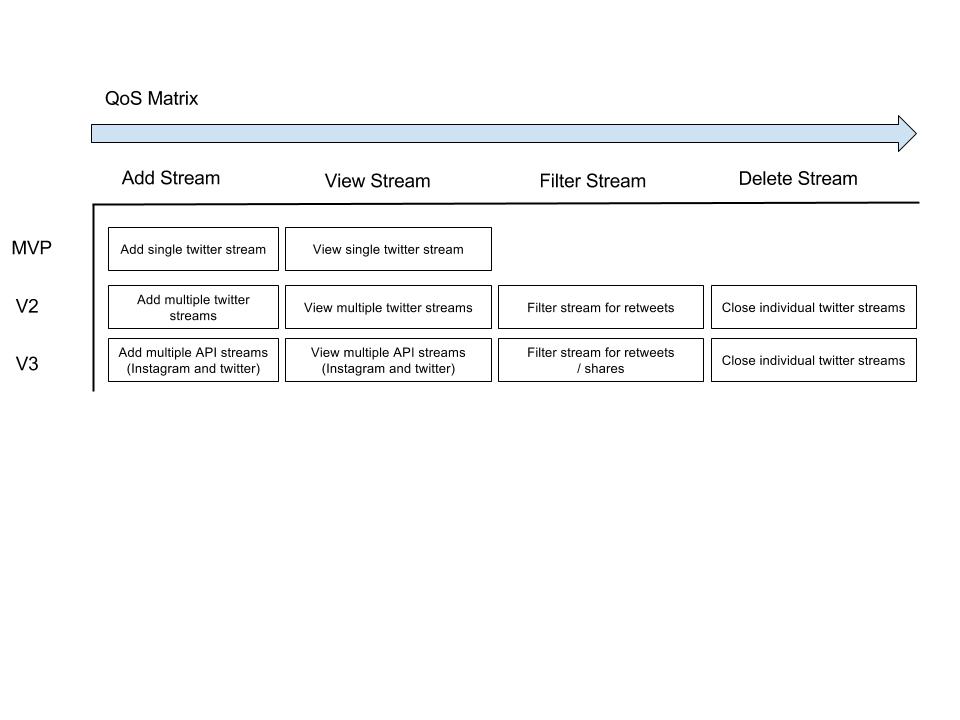 QoS Matrix
Add Stream
View Stream
Filter Stream
Delete Stream
MVP
Add single twitter stream
View single twitter stream
V2
Add multiple twitter
streams
View multiple twitter streams
Filter stream for retweets
Close individual twitter streams
V3
Add multiple API streams
(Instagram and twitter)
View multiple API streams
(Instagram and twitter)
Filter stream for retweets
/ shares
Close individual twitter streams